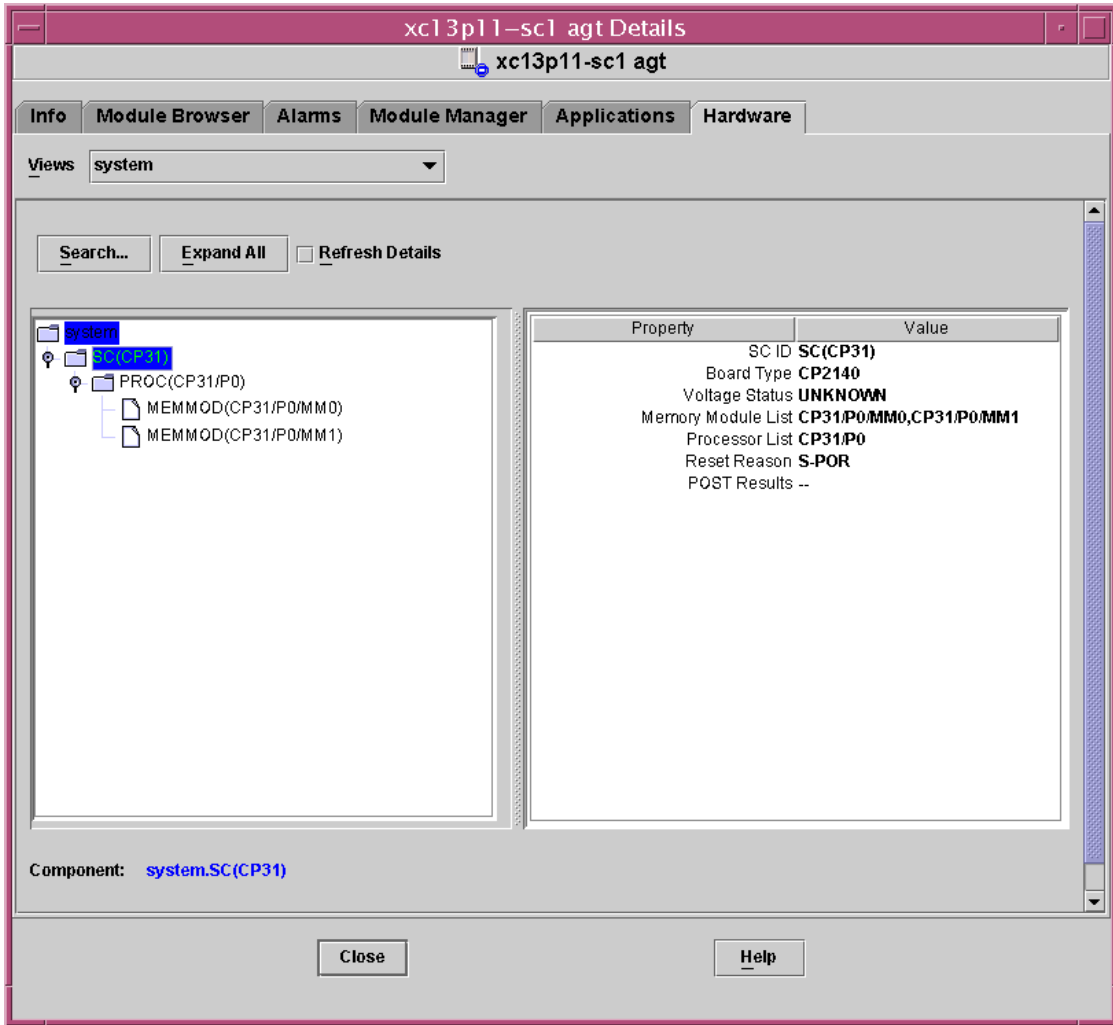 xc13p11-sc1 agt Details
xc13p11-sc1 agt
Info Module Browser Alarms Module Manager Applications Hardware
Views system
Search... Expand All Refresh Details
system
SC(CP31)
PROC(CP31/P0)
MEMMOD(CP31/P0/MM0)
MEMMOD(CP31/P0/MM1)
Property Value
SC ID SC(CP31)
Board Type CP2140
Voltage Status UNKNOWN
Memory Module List CP31/P0/MM0,CP31/P0/MM1
Processor List CP31/P0
Reset Reason S-POR
POST Results --
Component: system.SC(CP31)
Close Help